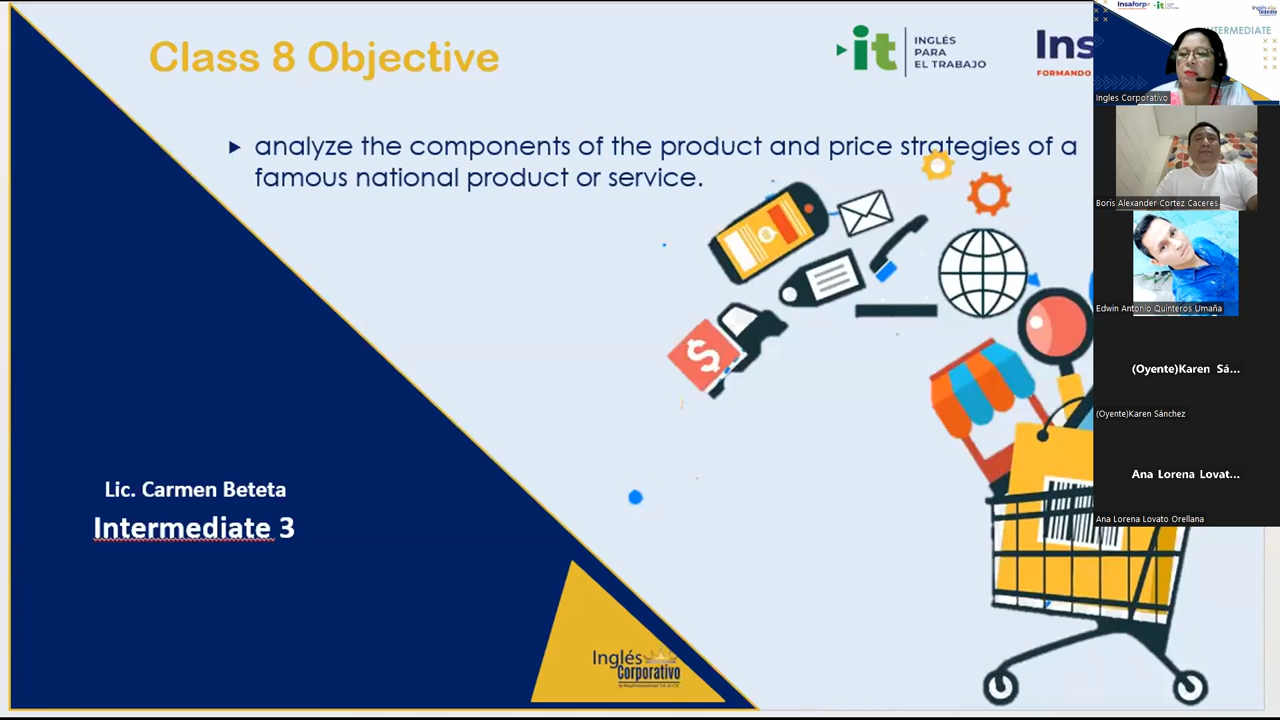 Class 8 Objective
it
INGLÉS
PARA
EL TRABAJO
Ins
FORMANDO
analyze the components of the product and price strategies of a
famous national product or service.
Lic. Carmen Beteta
Intermediate 3
Inglés
Corporativo
Insaforp
it
INTERMEDIATE
Ingles Corporativo
Boris Alexander Cortez Caceres
Edwin Antonio Quinteros Umaña
(Oyente)Karen Sá...
(Oyente)Karen Sánchez
Ana Lorena Lovat...
Ana Lorena Lovato Orellana